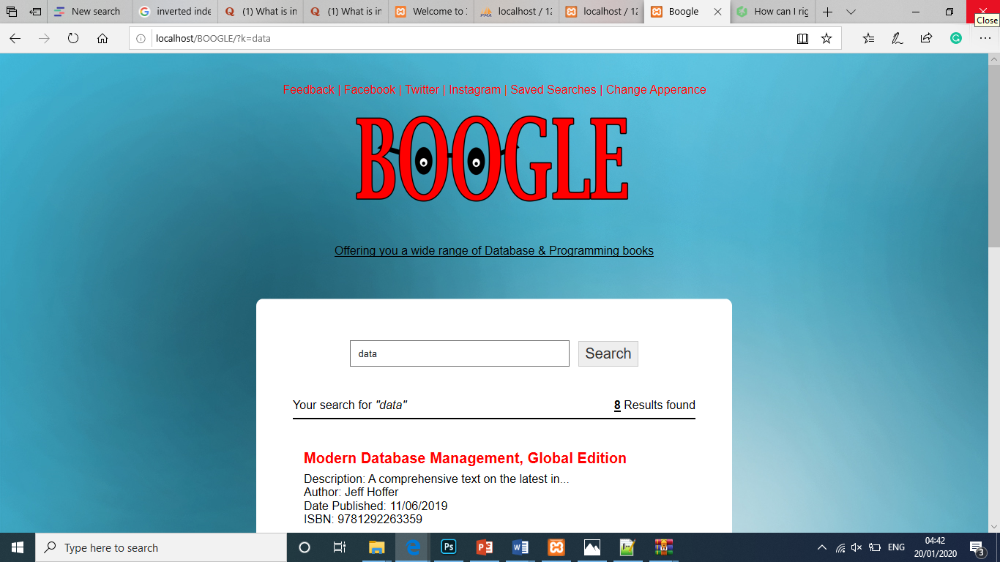 New search
inverted inde
(1) What is in
(1) What is in
Welcome to
localhost / 12
localhost / 12
Boogle
How can I rig
Close
localhost/BOOGLE/?k=data
Feedback | Facebook | Twitter | Instagram | Saved Searches | Change Apperance
BOOGLE
Offering you a wide range of Database & Programming books
data
Search
Your search for "data"
8 Results found
Modern Database Management, Global Edition
Description: A comprehensive text on the latest in...
Author: Jeff Hoffer
Date Published: 11/06/2019
ISBN: 9781292263359
Type here to search
ENG
04:42
20/01/2020
3